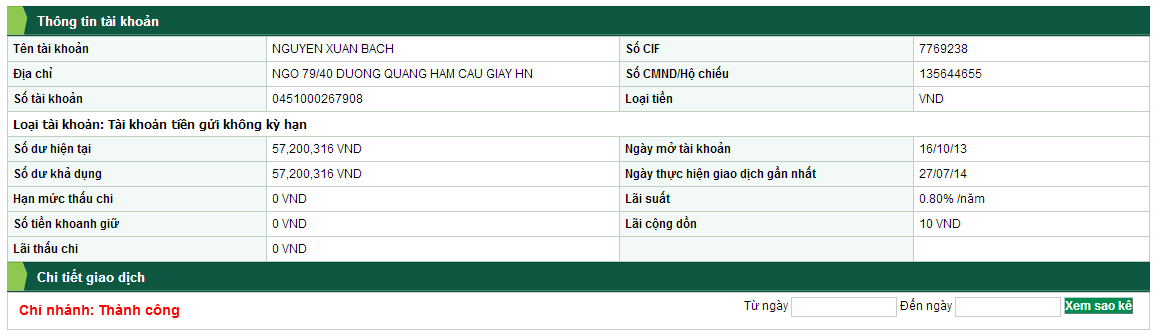 Thông tin tài khoản
Tên tài khoản NGUYEN XUAN BACH Số CIF 7769238
Địa chỉ NGO 79/40 DUONG QUANG HAM CAU GIAY HN Số CMND/Hộ chiếu 135644655
Số tài khoản 0451000267908 Loại tiền VND
Loại tài khoản: Tài khoản tiền gửi không kỳ hạn
Số dư hiện tại 57,200,316 VND Ngày mở tài khoản 16/10/13
Số dư khả dụng 57,200,316 VND Ngày thực hiện giao dịch gần nhất 27/07/14
Hạn mức thấu chi 0 VND Lãi suất 0.80% /năm
Số tiền khoanh giữ 0 VND Lãi cộng dồn 10 VND
Lãi thấu chi 0 VND
Chi tiết giao dịch
Chi nhánh: Thành công Từ ngày Đến ngày Xem sao kê